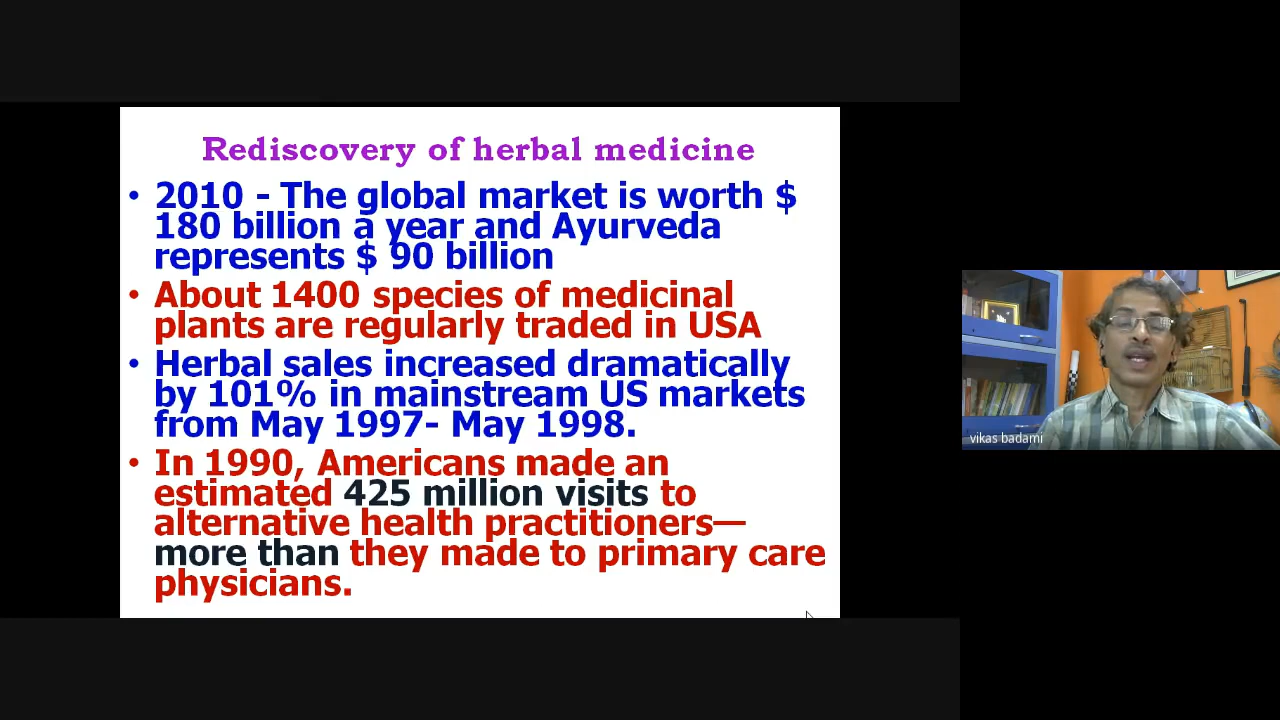 Rediscovery of herbal medicine
• 2010 - The global market is worth $
180 billion a year and Ayurveda
represents $ 90 billion
• About 1400 species of medicinal
plants are regularly traded in USA
• Herbal sales increased dramatically
by 101% in mainstream US markets
from May 1997- May 1998.
• In 1990, Americans made an
estimated 425 million visits to
alternative health practitioners—
more than they made to primary care
physicians.
vikas badami